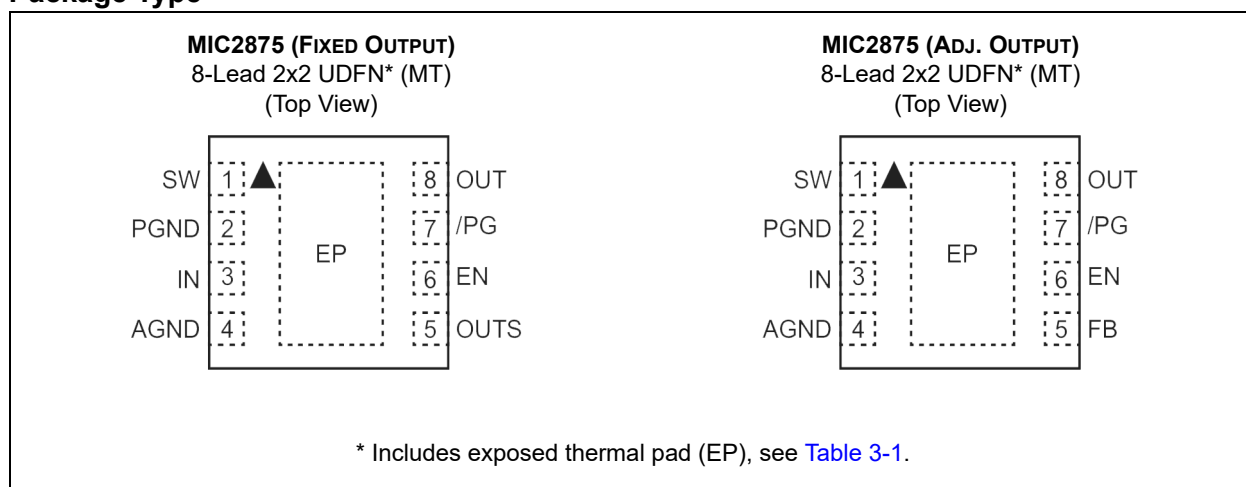 MIC2875 (FIXED OUTPUT)
8-Lead 2x2 UDFN* (MT)
(Top View)
SW 1 8 OUT
PGND 2 7 /PG
EP
IN 3 6 EN
AGND 4 5 OUTS
MIC2875 (ADJ. OUTPUT)
8-Lead 2x2 UDFN* (MT)
(Top View)
SW 1 8 OUT
PGND 2 7 /PG
EP
IN 3 6 EN
AGND 4 5 FB
* Includes exposed thermal pad (EP), see Table 3-1.